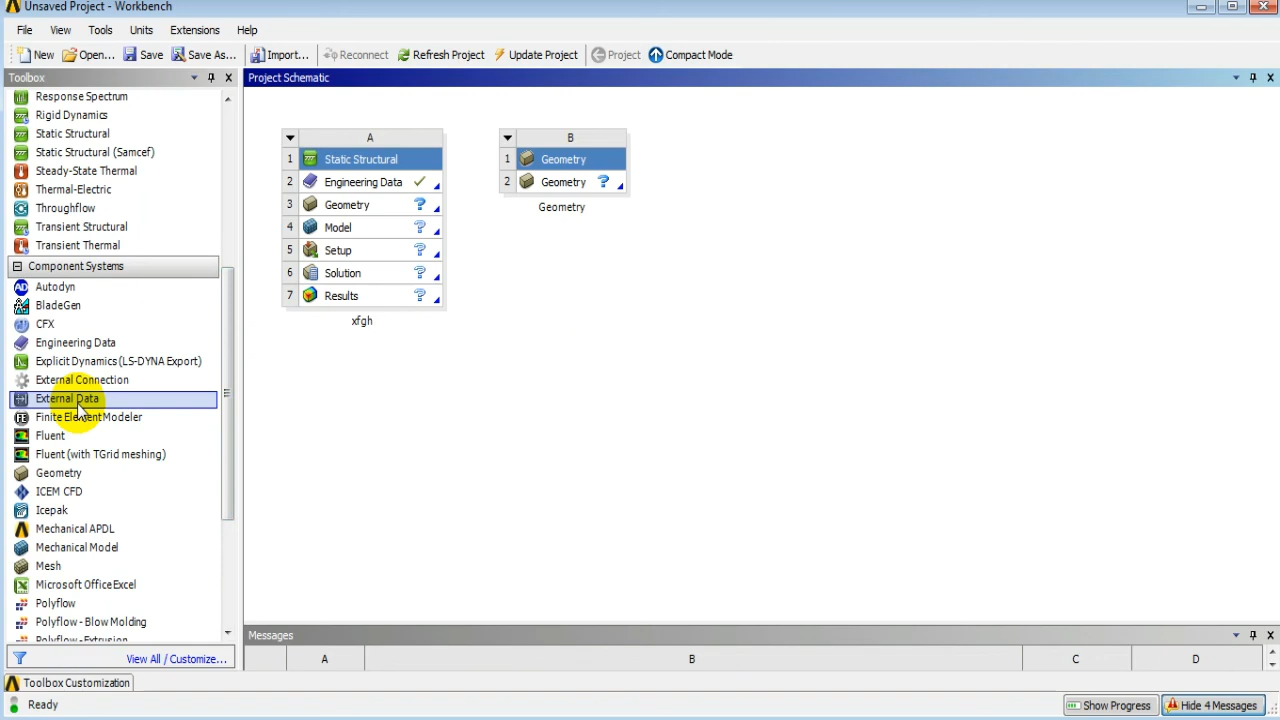 Unsaved Project - Workbench
File View Tools Units Extensions Help
New Open... Save Save As... Import... Reconnect Refresh Project Update Project Project Compact Mode
Toolbox
Project Schematic
Response Spectrum
Rigid Dynamics
Static Structural
Static Structural (Samcef)
Steady-State Thermal
Thermal-Electric
Throughflow
Transient Structural
Transient Thermal
Component Systems
Autodyn
BladeGen
CFX
Engineering Data
Explicit Dynamics (LS-DYNA Export)
External Connection
External Data
Finite Element Modeler
Fluent
Fluent (with TGrid meshing)
Geometry
ICEM CFD
Icepak
Mechanical APDL
Mechanical Model
Mesh
Microsoft Office Excel
Polyflow
Polyflow - Blow Molding
Polyflow - Extrusion
View All / Customize...
Toolbox Customization
A
1 Static Structural
2 Engineering Data
3 Geometry ?
4 Model ?
5 Setup ?
6 Solution ?
7 Results ?
xfgh
B
1 Geometry
2 Geometry ?
Geometry
Messages
A B C D
Ready
Show Progress
Hide 4 Messages